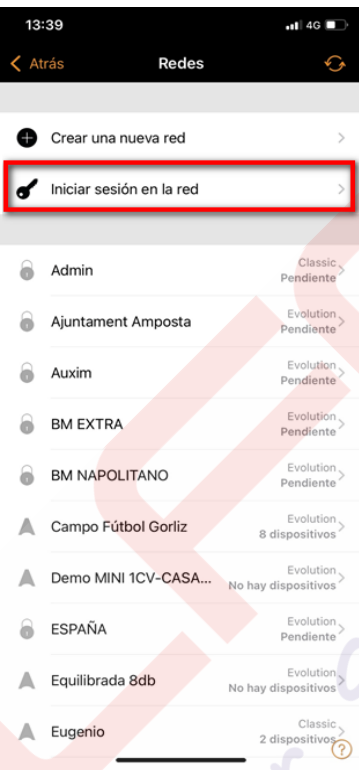 13:39
4G
Atrás
Redes
Crear una nueva red
Iniciar sesión en la red
Admin
Classic
Pendiente
Ajuntament Amposta
Evolution
Pendiente
Auxim
Evolution
Pendiente
BM EXTRA
Evolution
Pendiente
BM NAPOLITANO
Evolution
Pendiente
Campo Fútbol Gorliz
Evolution
8 dispositivos
Demo MINI 1CV-CASA...
Evolution
No hay dispositivos
ESPAÑA
Evolution
Pendiente
Equilibrada 8db
Evolution
No hay dispositivos
Eugenio
Classic
2 dispositivos
?